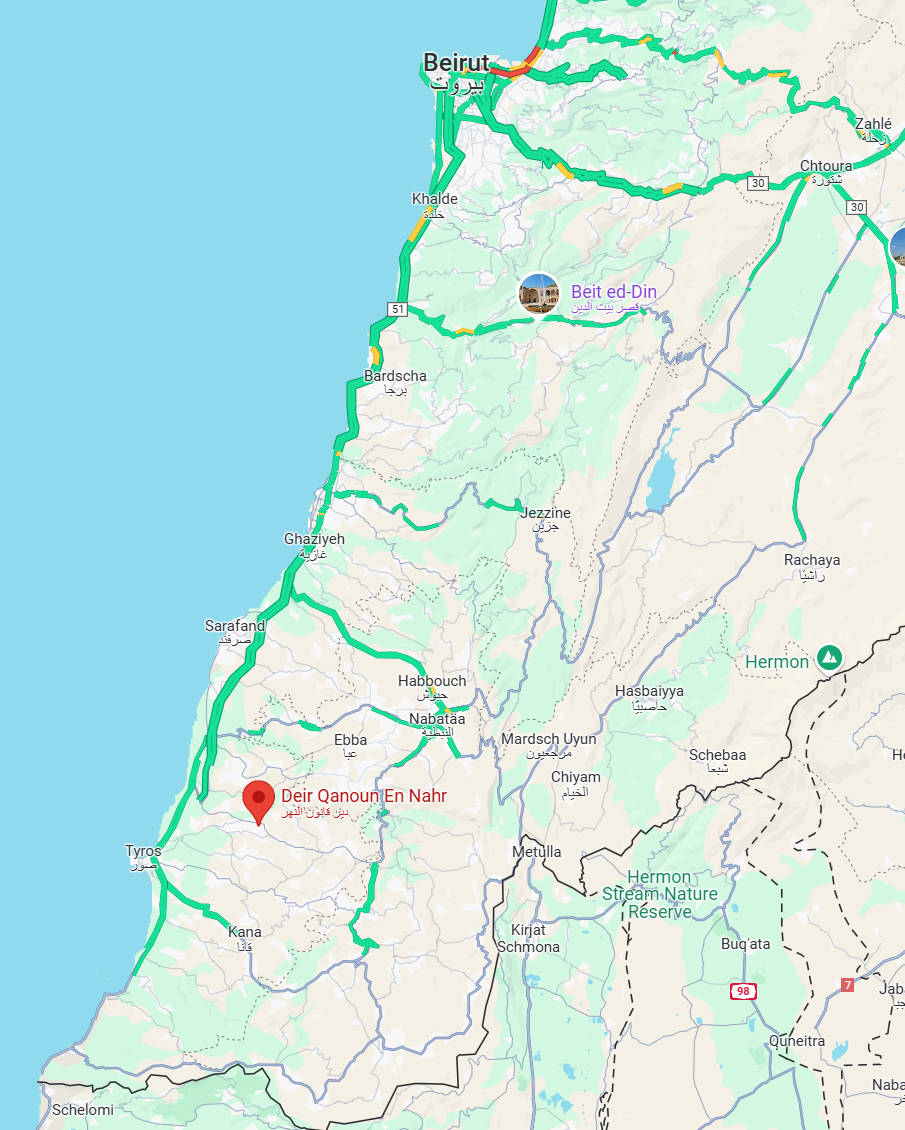 Beirut
بيروت
Zahlé
زحلة
Chtoura
شتورة
30
Khalde
خلدة
30
Beit ed-Din
قصر بيت الدين
51
Bardscha
برجا
Jezzine
جزين
Ghaziyeh
غازية
Rachaya
راشيا
Sarafand
صرفند
Hermon
Habbouch
حبوش
Hasbaiyya
حاصبيا
Nabatäa
النبطية
Ebba
عبا
Mardsch Uyun
مرجعيون
Schebaa
شبعا
Chiyam
الخيام
Deir Qanoun En Nahr
دير قانون النهر
Tyros
صور
Metulla
Hermon
Stream Nature
Reserve
Kana
قانا
Kirjat
Schmona
Buq'ata
98
7
Quneitra
Schelomi